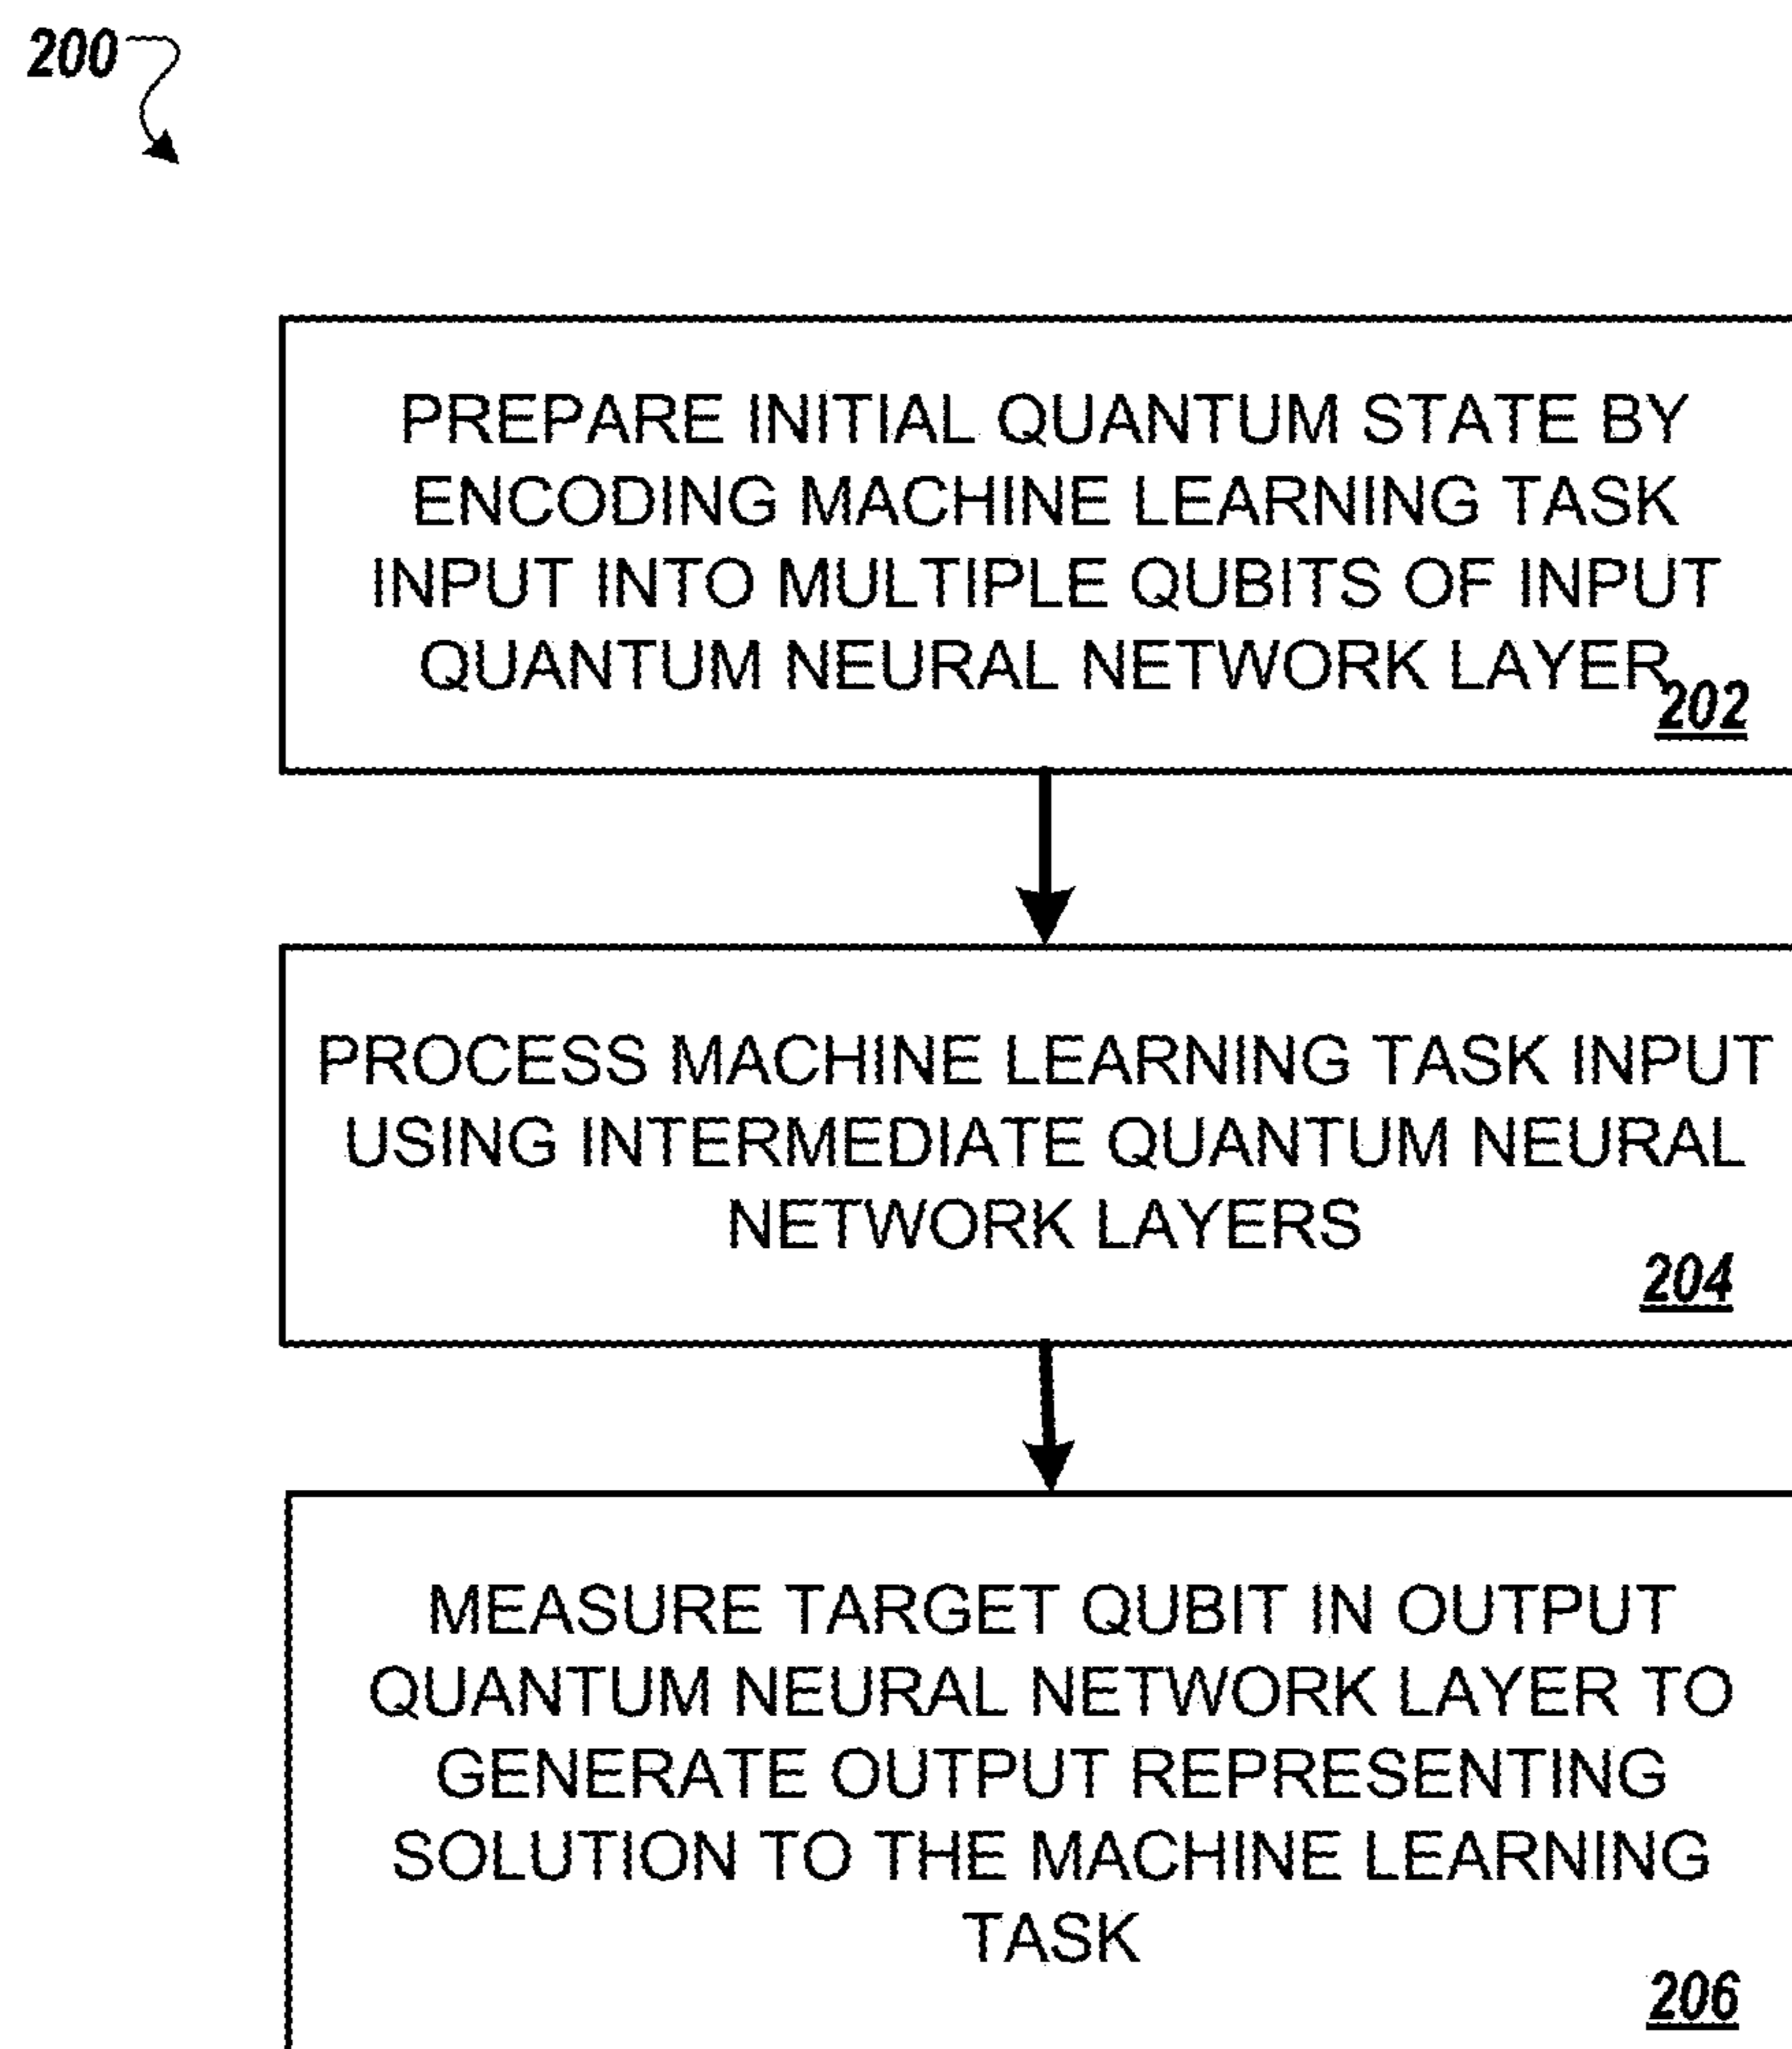 200
PREPARE INITIAL QUANTUM STATE BY
ENCODING MACHINE LEARNING TASK
INPUT INTO MULTIPLE QUBITS OF INPUT
QUANTUM NEURAL NETWORK LAYER
202
PROCESS MACHINE LEARNING TASK INPUT
USING INTERMEDIATE QUANTUM NEURAL
NETWORK LAYERS
204
MEASURE TARGET QUBIT IN OUTPUT
QUANTUM NEURAL NETWORK LAYER TO
GENERATE OUTPUT REPRESENTING
SOLUTION TO THE MACHINE LEARNING
TASK
206